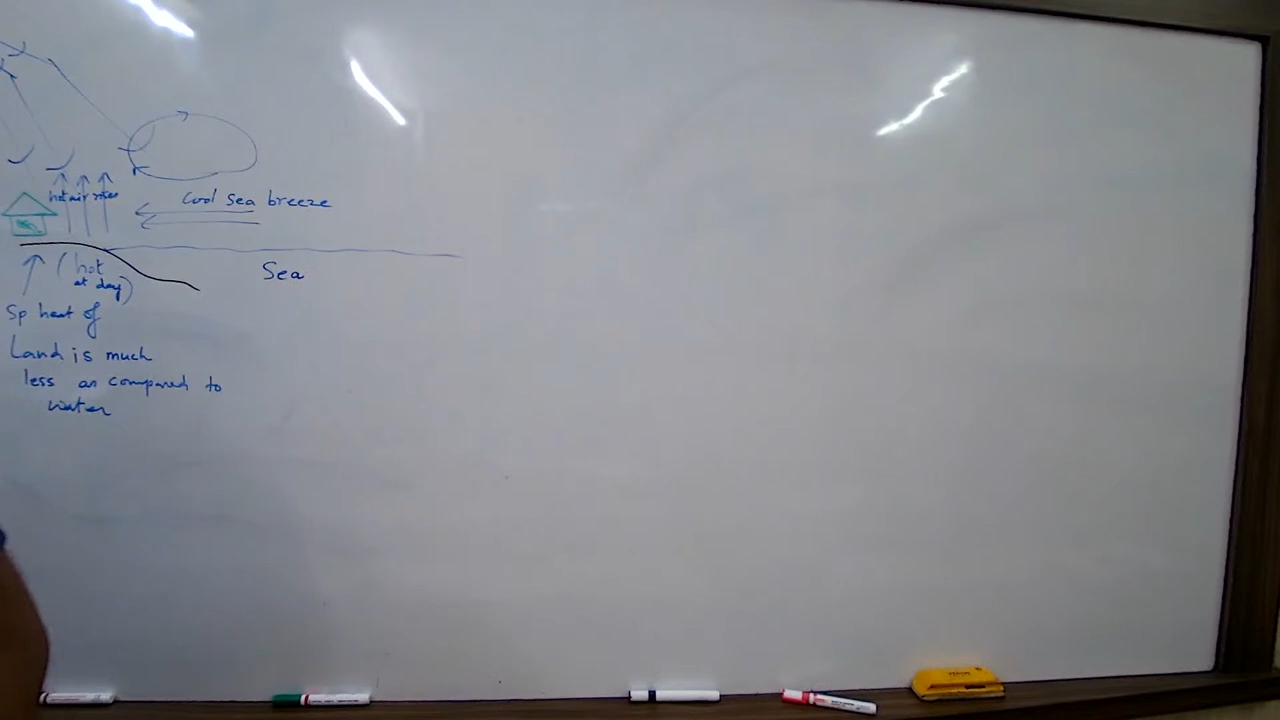 hot air rises
Cool Sea breeze
(hot
at day)
Sea
Sp heat of
Land is much
less as compared to
water